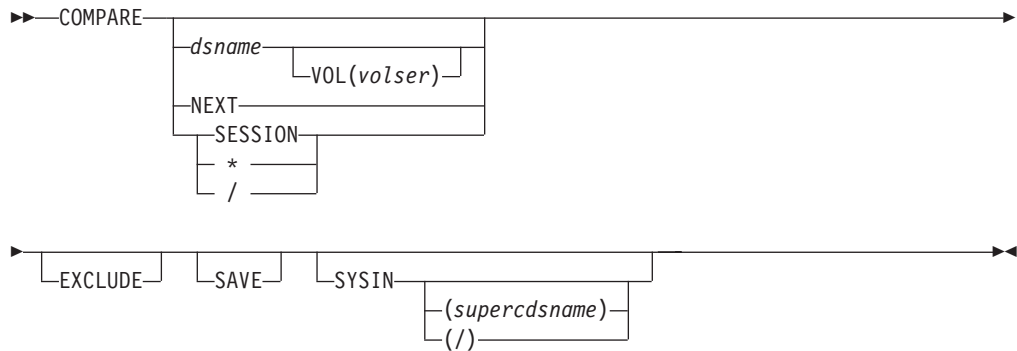 COMPARE
dsname
VOL(volser)
NEXT
SESSION
*
/
EXCLUDE SAVE SYSIN
(supercdsname)
(/)